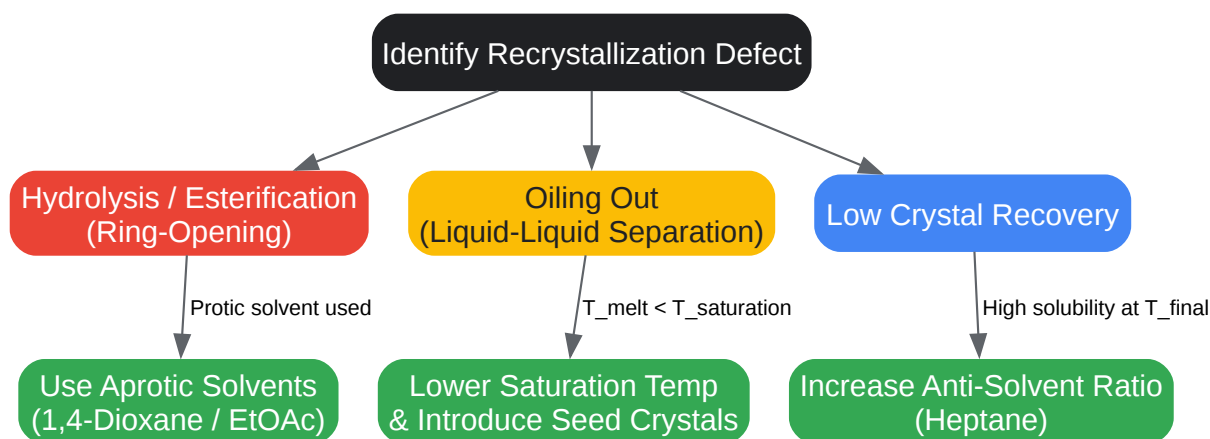 Identify Recrystallization Defect
Hydrolysis / Esterification
(Ring-Opening)
Oiling Out
(Liquid-Liquid Separation)
Low Crystal Recovery
Protic solvent used
T_melt < T_saturation
High solubility at T_final
Use Aprotic Solvents
(1,4-Dioxane / EtOAc)
Lower Saturation Temp
& Introduce Seed Crystals
Increase Anti-Solvent Ratio
(Heptane)